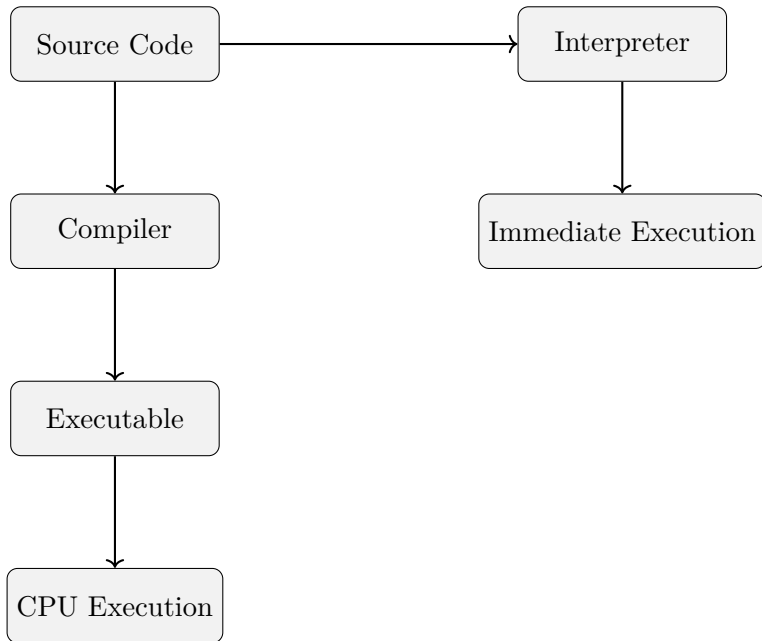 Source Code
Interpreter
Compiler
Immediate Execution
Executable
CPU Execution